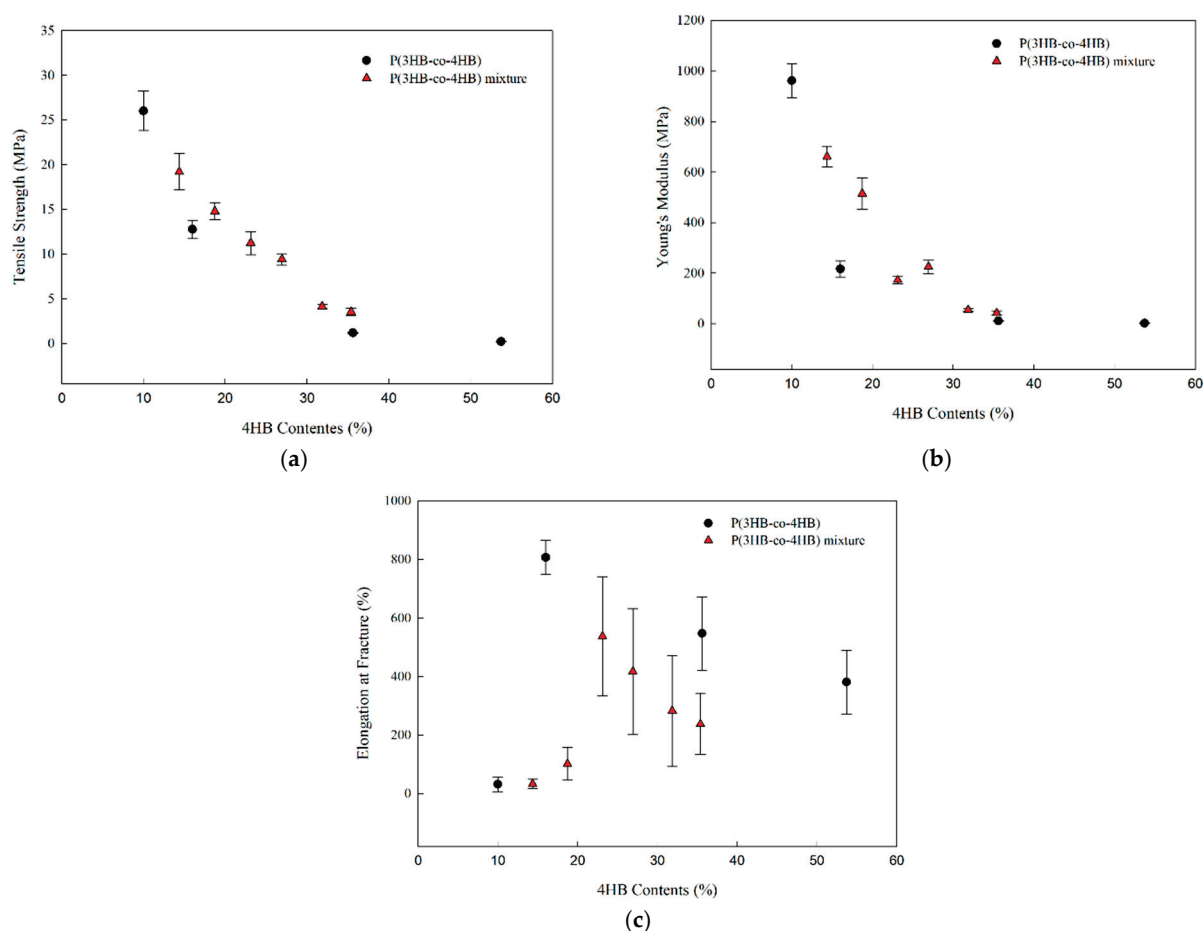 35
30
25
20
15
10
5
0
Tensile Strength (MPa)
P(3HB-co-4HB)
P(3HB-co-4HB) mixture
0 10 20 30 40 50 60
4HB Contentes (%)
(a)
1200
1000
800
600
400
200
0
Young's Modulus (MPa)
P(3HB-co-4HB)
P(3HB-co-4HB) mixture
0 10 20 30 40 50 60
4HB Contents (%)
(b)
1000
800
600
400
200
0
Elongation at Fracture (%)
P(3HB-co-4HB)
P(3HB-co-4HB) mixture
0 10 20 30 40 50 60
4HB Contents (%)
(c)